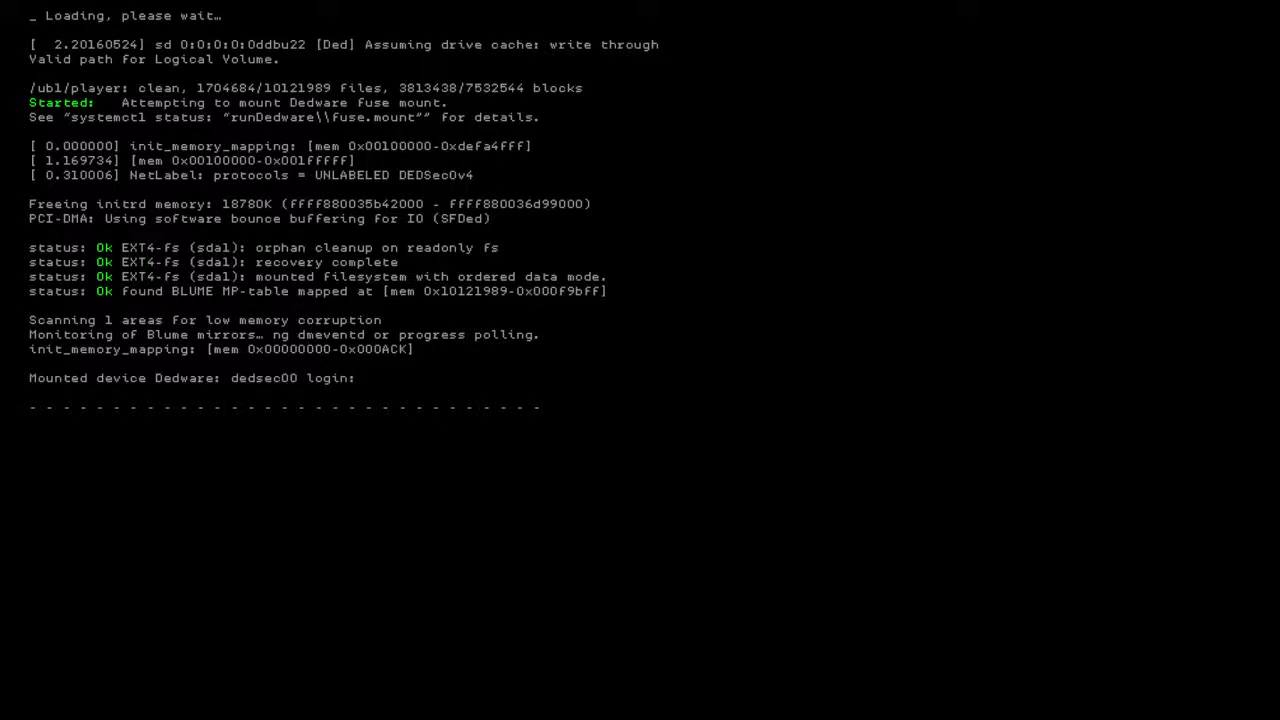 _ Loading, please wait…
[  2.20160524] sd 0:0:0:0:0ddbu22 [Ded] Assuming drive cache: write through
Valid path for Logical Volume.
/ubl/player: clean, 1704684/10121989 files, 3813438/7532544 blocks
Started:   Attempting to mount Dedware fuse mount.
See “systemctl status: “runDedware\\fuse.mount”” for details.
[ 0.000000] init_memory_mapping: [mem 0x00100000-0xdefa4fff]
[ 1.169734] [mem 0x00100000-0x001fffff]
[ 0.310006] NetLabel: protocols = UNLABELED DEDSec0v4
Freeing initrd memory: 18780K (ffff880035b42000 - ffff880036d99000)
PCI-DMA: Using software bounce buffering for IO (SFDed)
status: Ok EXT4-fs (sda1): orphan cleanup on readonly fs
status: Ok EXT4-fs (sda1): recovery complete
status: Ok EXT4-fs (sda1): mounted filesystem with ordered data mode.
status: Ok found BLUME MP-table mapped at [mem 0x10121989-0x000f9bff]
Scanning 1 areas for low memory corruption
Monitoring of Blume mirrors… ng dmeventd or progress polling.
init_memory_mapping: [mem 0x00000000-0x000ACK]
Mounted device Dedware: dedsec00 login:
- - - - - - - - - - - - - - - - - - - - - - - - - - - - - - -